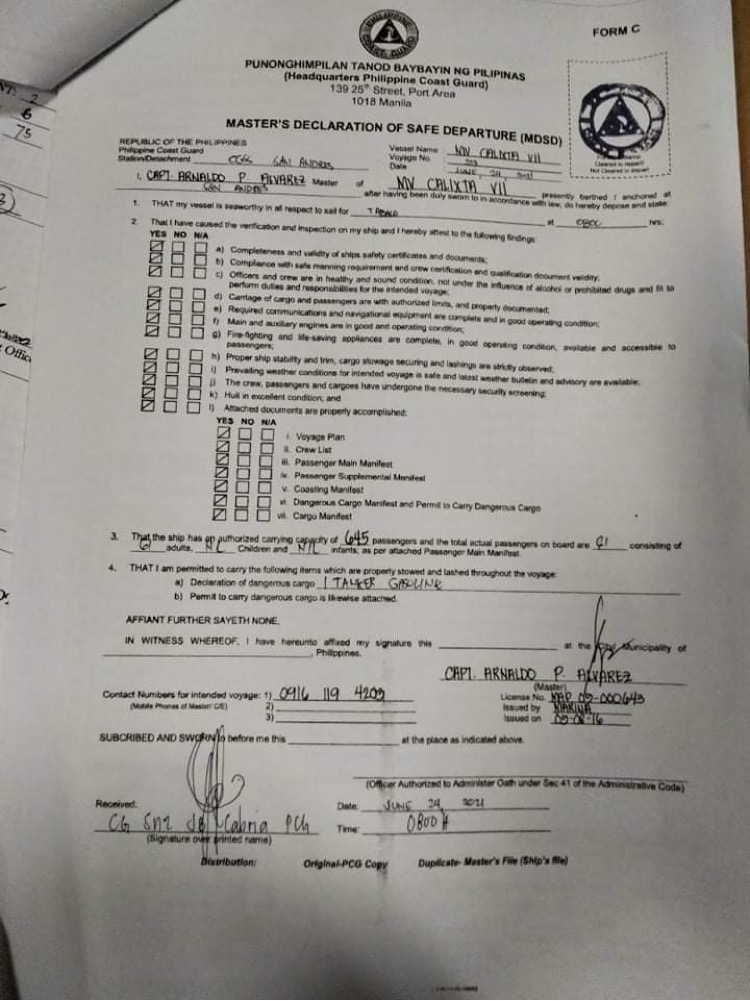 FORM C
PUNONGHIMPILAN TANOD BAYBAYIN NG PILIPINAS
(Headquarters Philippine Coast Guard)
139 25th Street, Port Area
1018 Manila
MASTER'S DECLARATION OF SAFE DEPARTURE (MDSD)
REPUBLIC OF THE PHILIPPINES
Philippine Coast Guard
Station/Detachment CGS SAN ANDRES
Vessel Name MV CALIXTA VII
Voyage No.
Date JUNE 24, 2021
I, CAPT. ARNALDO P. ALVAREZ Master of MV CALIXTA VII presently berthed / anchored at
SAN ANDRES after having been duly sworn to in accordance with law, do hereby depose and state:
1. THAT my vessel is seaworthy in all respect to sail for TABACO at 0800 hrs;
2. That I have caused the verification and inspection on my ship and I hereby attest to the following findings:
YES NO N/A
a) Completeness and validity of ships safety certificates and documents;
b) Compliance with safe manning requirement and crew certification and qualification document validity;
c) Officers and crew are in healthy and sound condition, not under the influence of alcohol or prohibited drugs and fit to
perform duties and responsibilities for the intended voyage;
d) Carriage of cargo and passengers are with authorized limits, and properly documented;
e) Required communications and navigational equipment are complete and in good operating condition;
f) Main and auxiliary engines are in good and operating condition;
g) Fire-fighting and life-saving appliances are complete, in good operating condition, available and accessible to
passengers;
h) Proper ship stability and trim, cargo stowage securing and lashings are strictly observed;
i) Prevailing weather conditions for intended voyage is safe and latest weather bulletin and advisory are available;
j) The crew, passengers and cargoes have undergone the necessary security screening;
k) Hull in excellent condition; and
l) Attached documents are properly accomplished:
YES NO N/A
i. Voyage Plan
ii. Crew List
iii. Passenger Main Manifest
iv. Passenger Supplemental Manifest
v. Coasting Manifest
vi. Dangerous Cargo Manifest and Permit to Carry Dangerous Cargo
vii. Cargo Manifest
3. That the ship has an authorized carrying capacity of 645 passengers and the total actual passengers on board are 61 consisting of
61 adults, NIL Children and NIL infants; as per attached Passenger Main Manifest.
4. THAT I am permitted to carry the following items which are properly stowed and lashed throughout the voyage:
a) Declaration of dangerous cargo 1 TANKER GASOLINE
b) Permit to carry dangerous cargo is likewise attached.
AFFIANT FURTHER SAYETH NONE.
IN WITNESS WHEREOF, I have hereunto affixed my signature this at the City/Municipality of
, Philippines.
CAPT. ARNALDO P. ALVAREZ
(Master)
Contact Numbers for intended voyage: 1) 0916 119 4203
(Mobile Phones of Master/ C/E) 2)
3)
License No. MAP 09-000643
Issued by MARINA
Issued on 09-08-16
SUBCRIBED AND SWORN to before me this at the place as indicated above.
(Officer Authorized to Administer Oath under Sec 41 of the Administrative Code)
Received:
CG SN2 Cabria PCG
(Signature over printed name)
Date: JUNE 24, 2021
Time: 0800 H
Distribution: Original-PCG Copy Duplicate- Master's File (Ship's file)